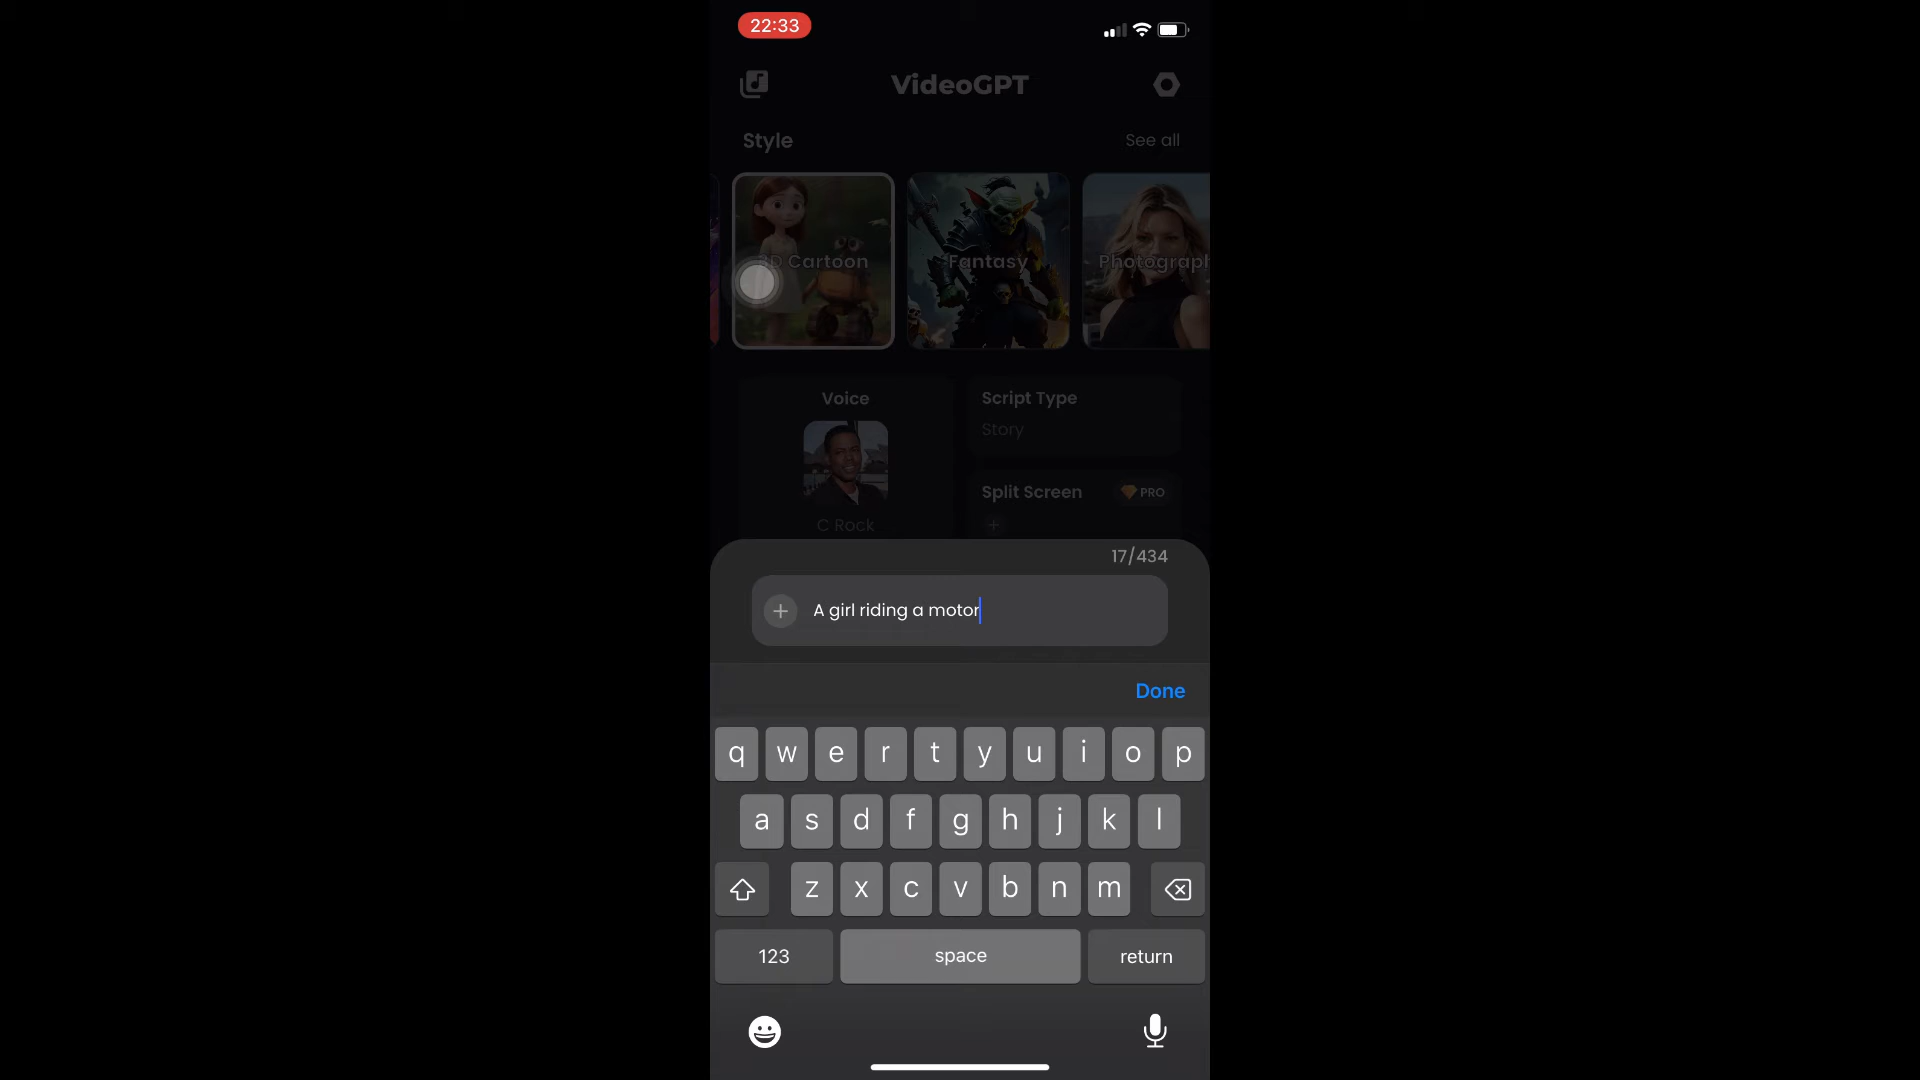 22:33
VideoGPT
Style
See all
3D Cartoon
Fantasy
Photograph
Voice
Script Type
Story
Split Screen
PRO
C Rock
17/434
A girl riding a motor
Done
q w e r t y u i o p
a s d f g h j k l
z x c v b n m
123
space
return